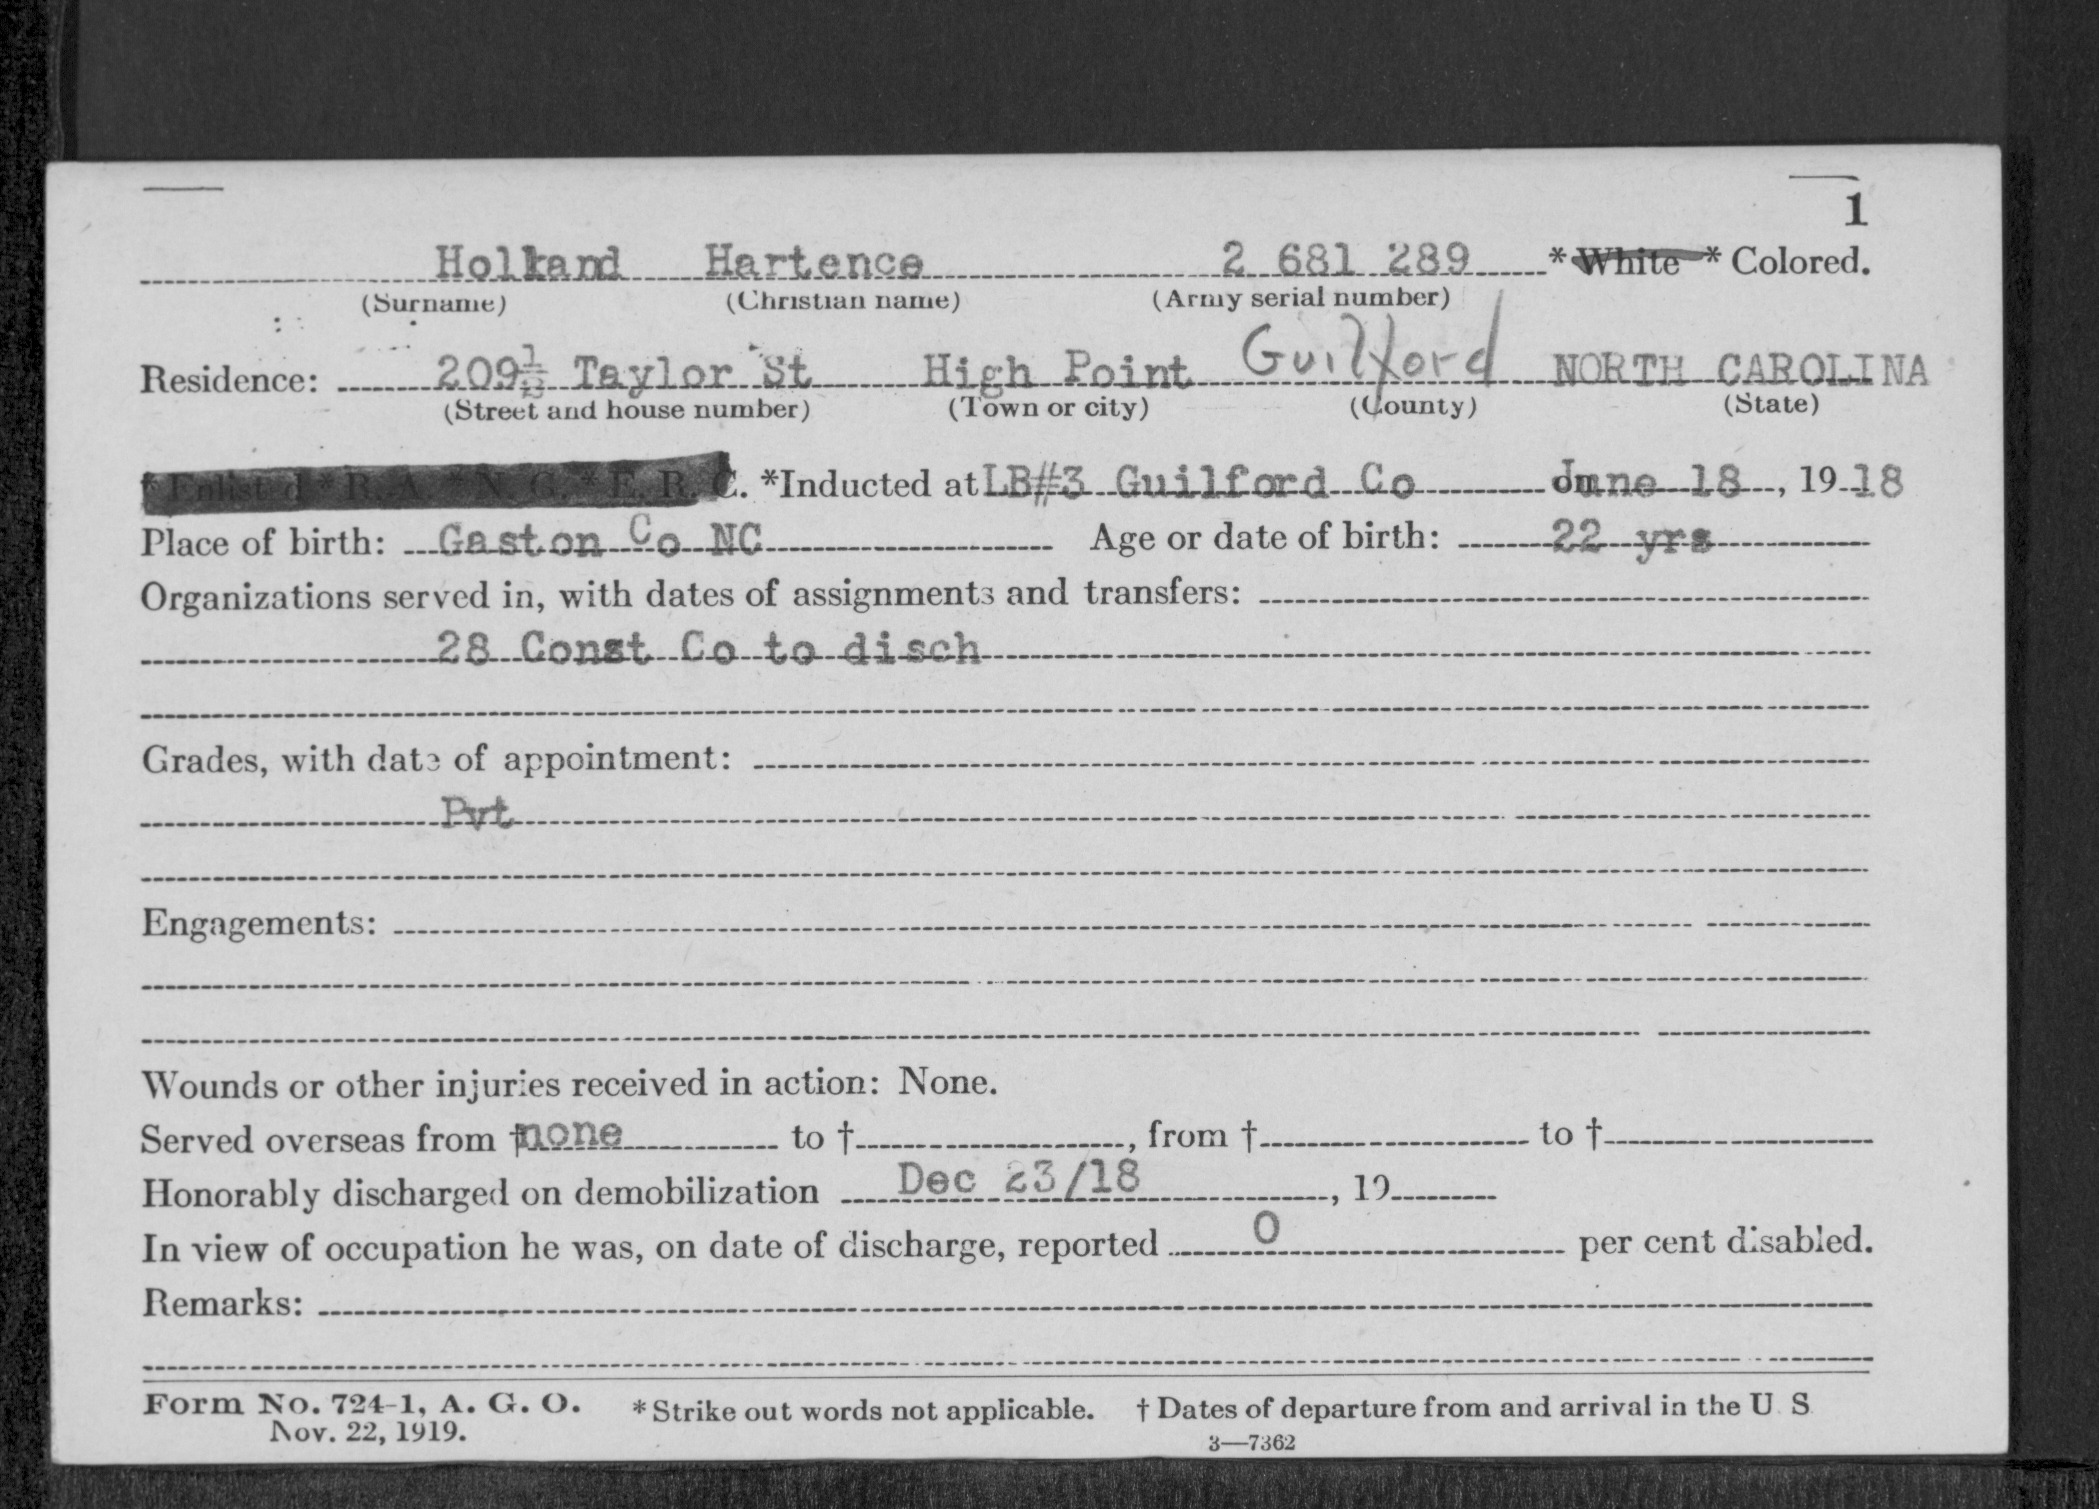 1
Holland Hartence 2 681 289 * White * Colored.
(Surname) (Christian name) (Army serial number)
Residence: 209½ Taylor St High Point Guilford NORTH CAROLINA
(Street and house number) (Town or city) (County) (State)
* Enlisted * R. A. * N. G. * E. R. C. *Inducted at LB#3 Guilford Co on June 18, 1918
Place of birth: Gaston Co NC Age or date of birth: 22 yrs
Organizations served in, with dates of assignments and transfers:
28 Const Co to disch
Grades, with date of appointment:
Pvt
Engagements:
Wounds or other injuries received in action: None.
Served overseas from † none to †, from † to †
Honorably discharged on demobilization Dec 23/18, 19
In view of occupation he was, on date of discharge, reported 0 per cent disabled.
Remarks:
Form No. 724-1, A. G. O. * Strike out words not applicable. † Dates of departure from and arrival in the U S
Nov. 22, 1919.
3—7362